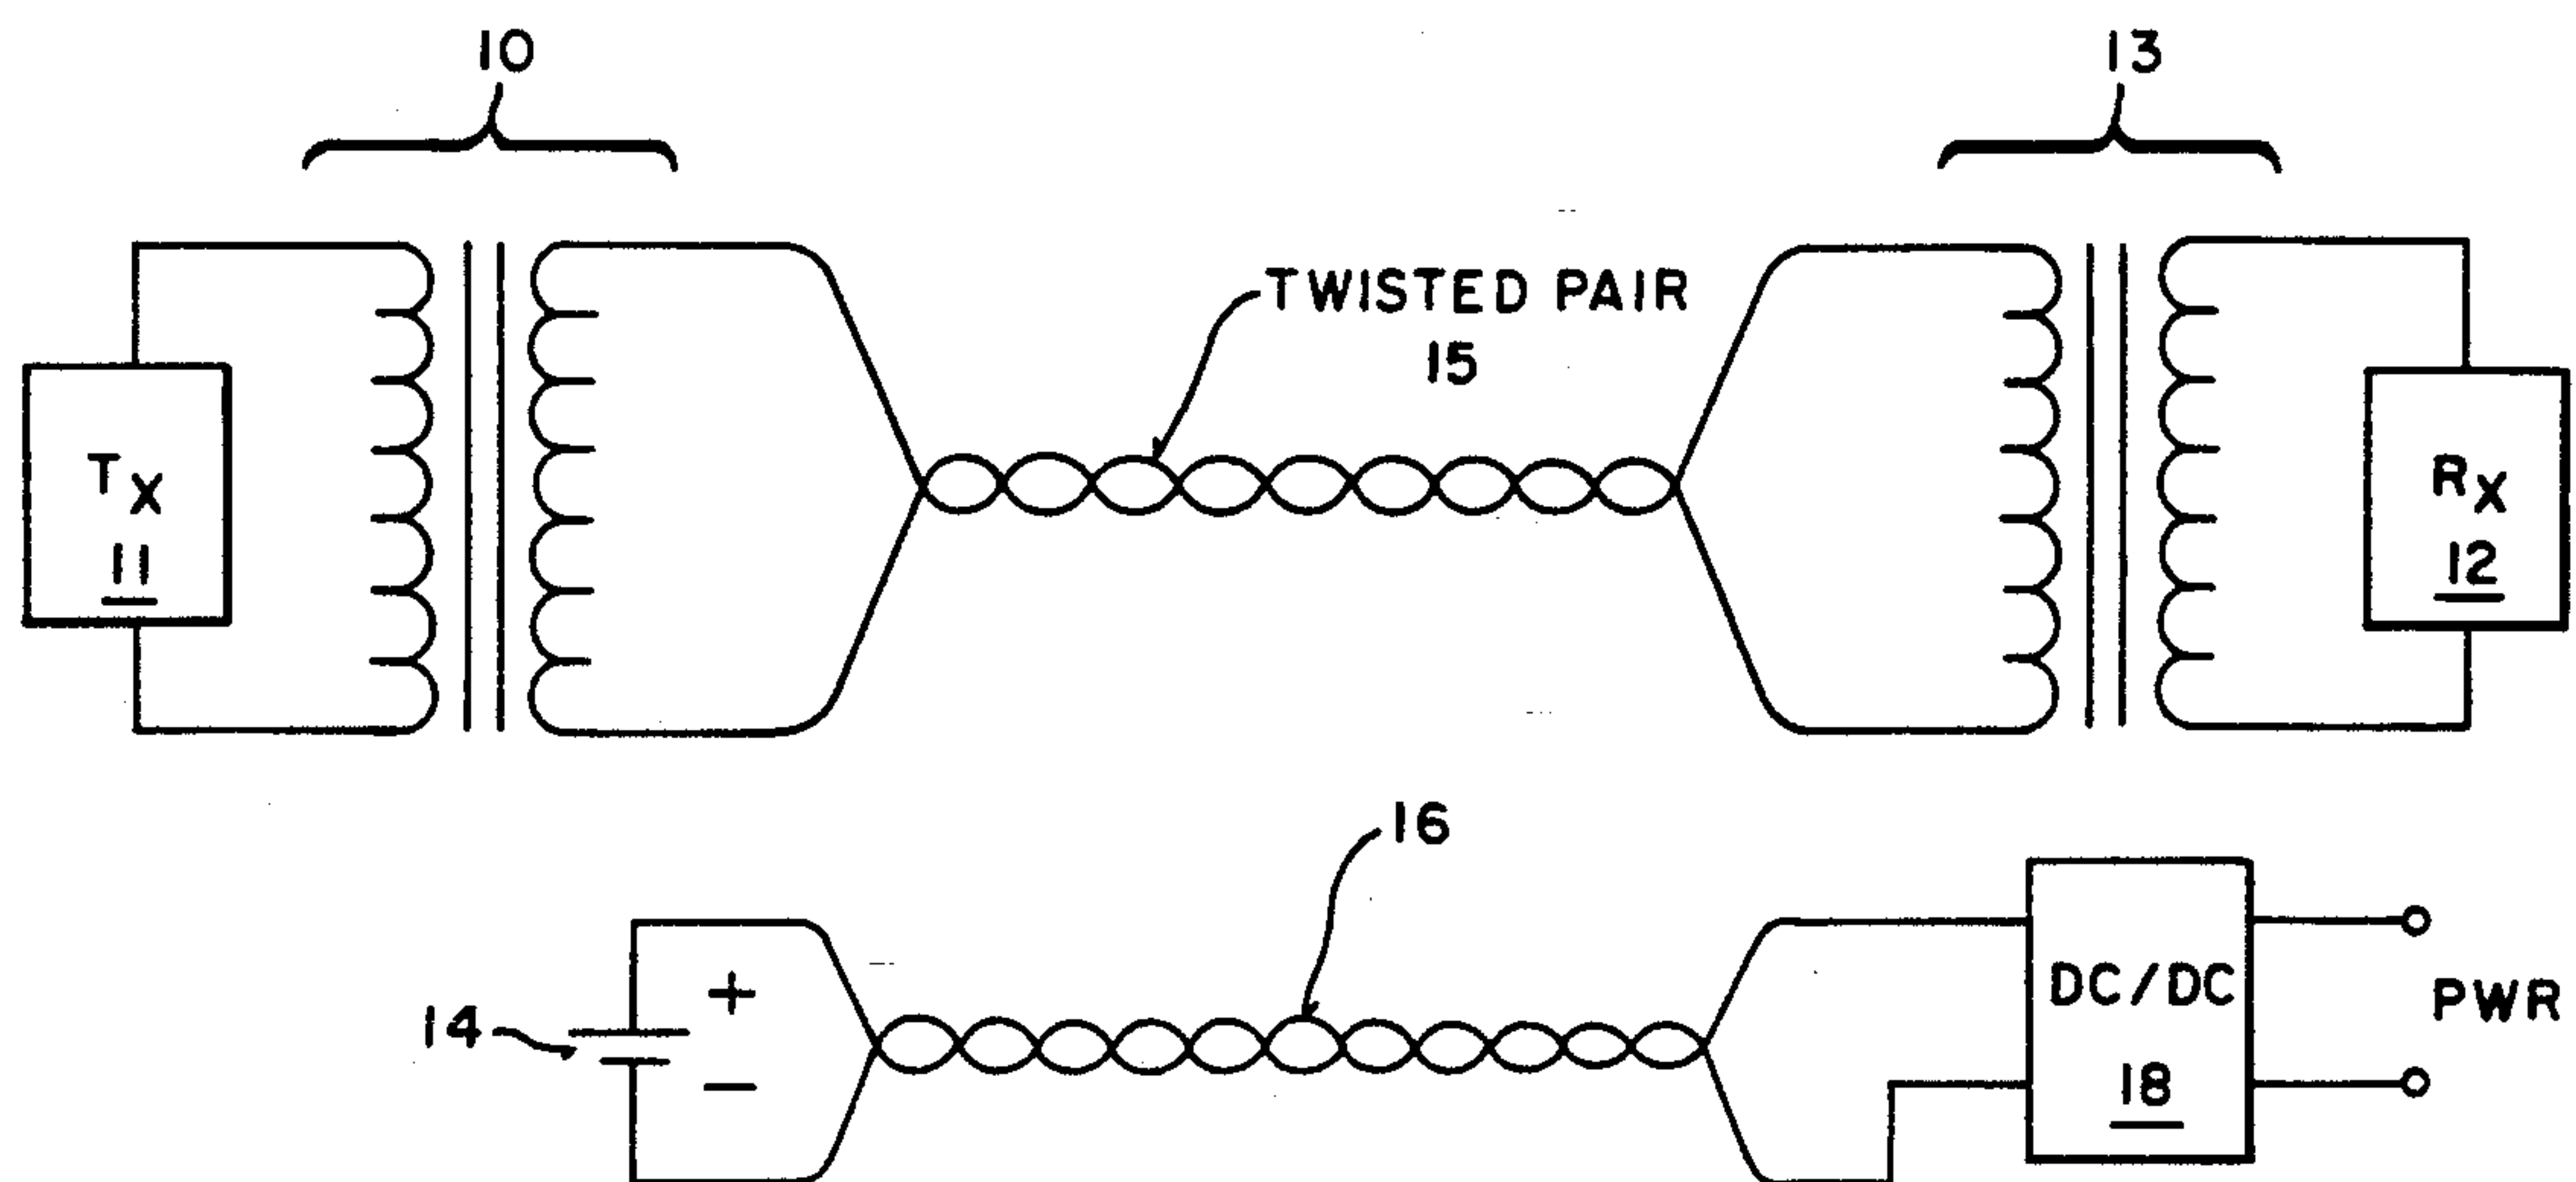 10
13
TWISTED PAIR
15
TX
11
RX
12
16
14
+
−
DC/DC
18
PWR